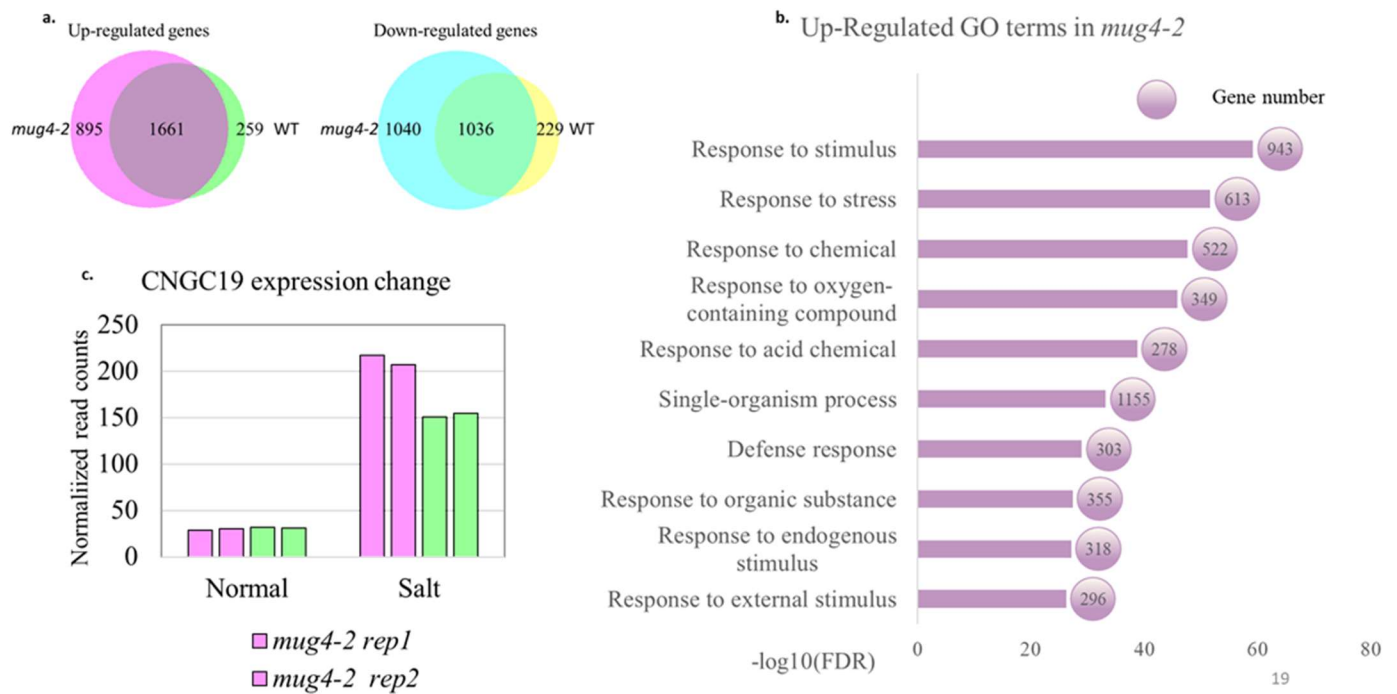 a.
Up-regulated genes
Down-regulated genes
mug4-2 895 1661 259 WT
mug4-2 1040 1036 229 WT
b. Up-Regulated GO terms in mug4-2
Gene number
Response to stimulus 943
Response to stress 613
Response to chemical 522
Response to oxygen-
containing compound 349
Response to acid chemical 278
Single-organism process 1155
Defense response 303
Response to organic substance 355
Response to endogenous
stimulus 318
Response to external stimulus 296
-log10(FDR)
0 20 40 60 80
19
c. CNGC19 expression change
Normaliized read counts
250
200
150
100
50
0
Normal Salt
mug4-2 rep1
mug4-2 rep2